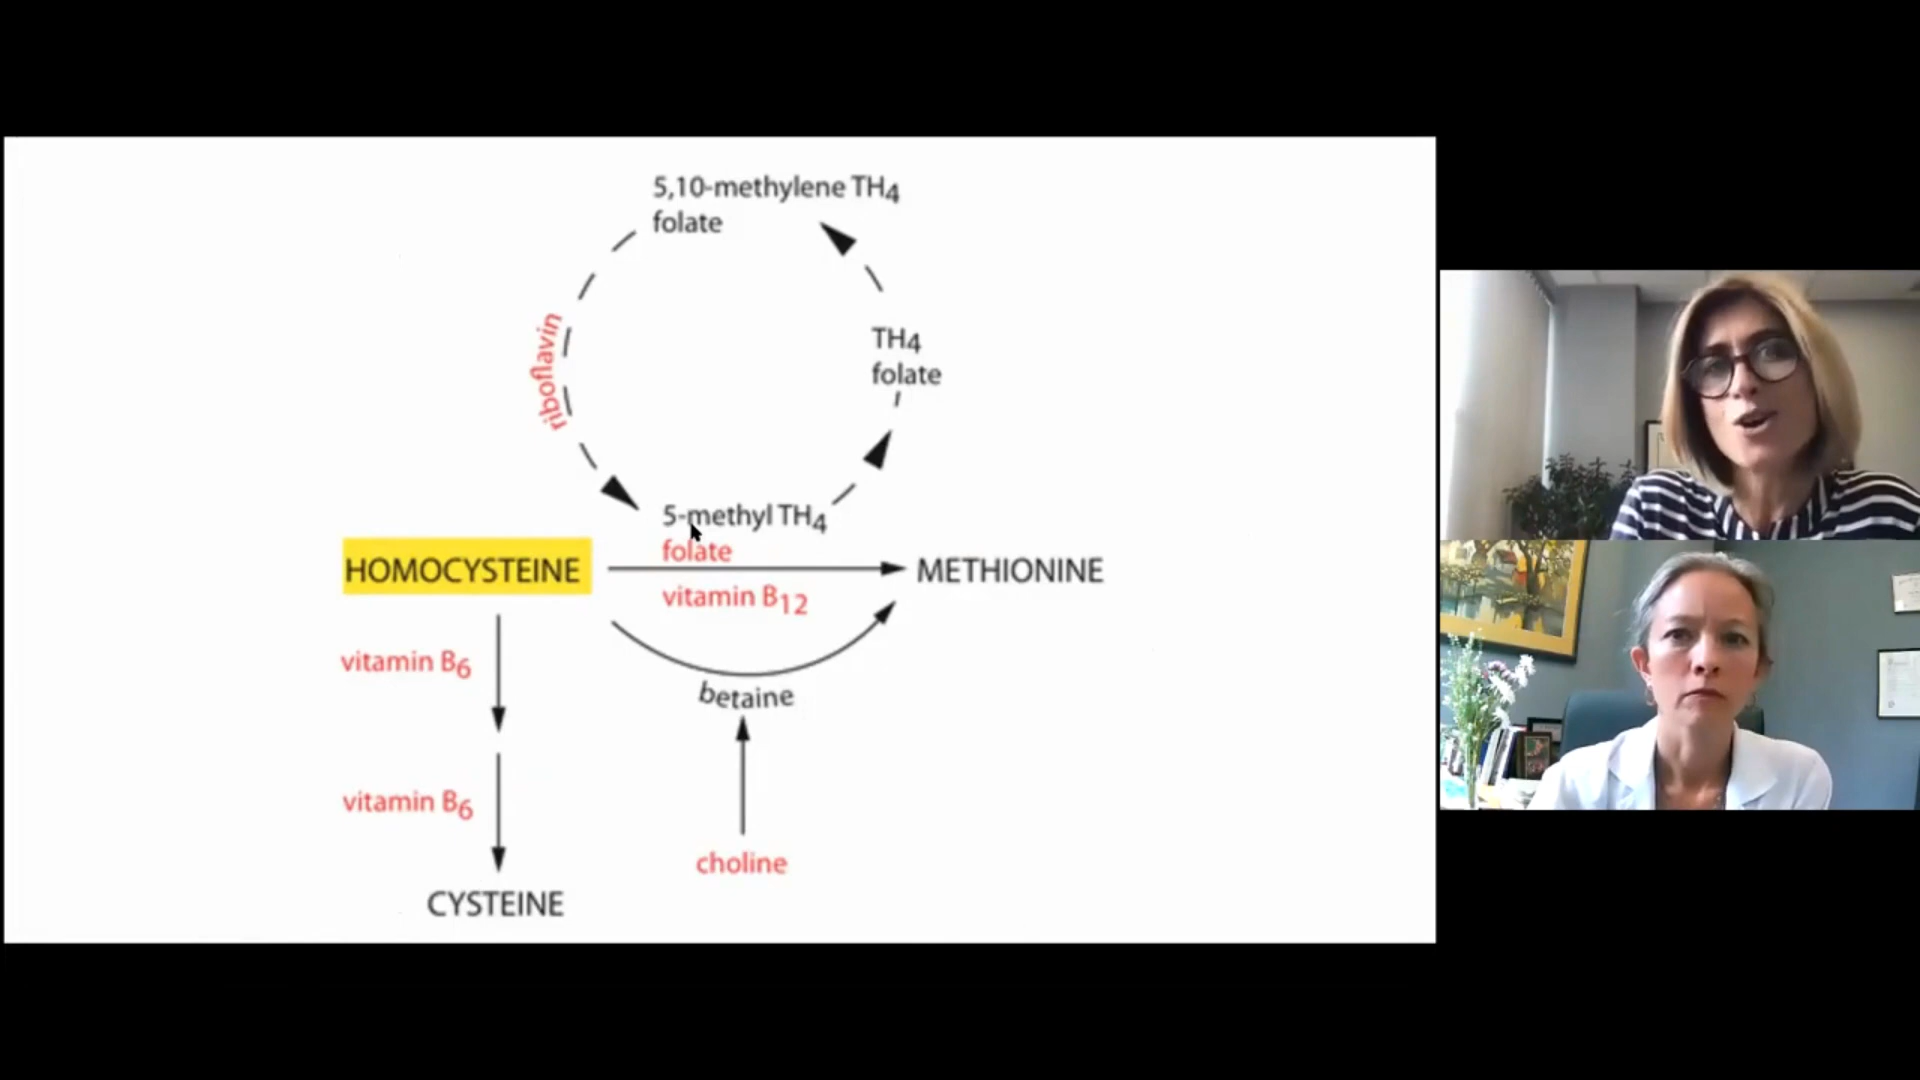 5,10-methylene TH4
folate
riboflavin
TH4
folate
5-methyl TH4
folate
HOMOCYSTEINE
METHIONINE
vitamin B12
vitamin B6
betaine
vitamin B6
choline
CYSTEINE